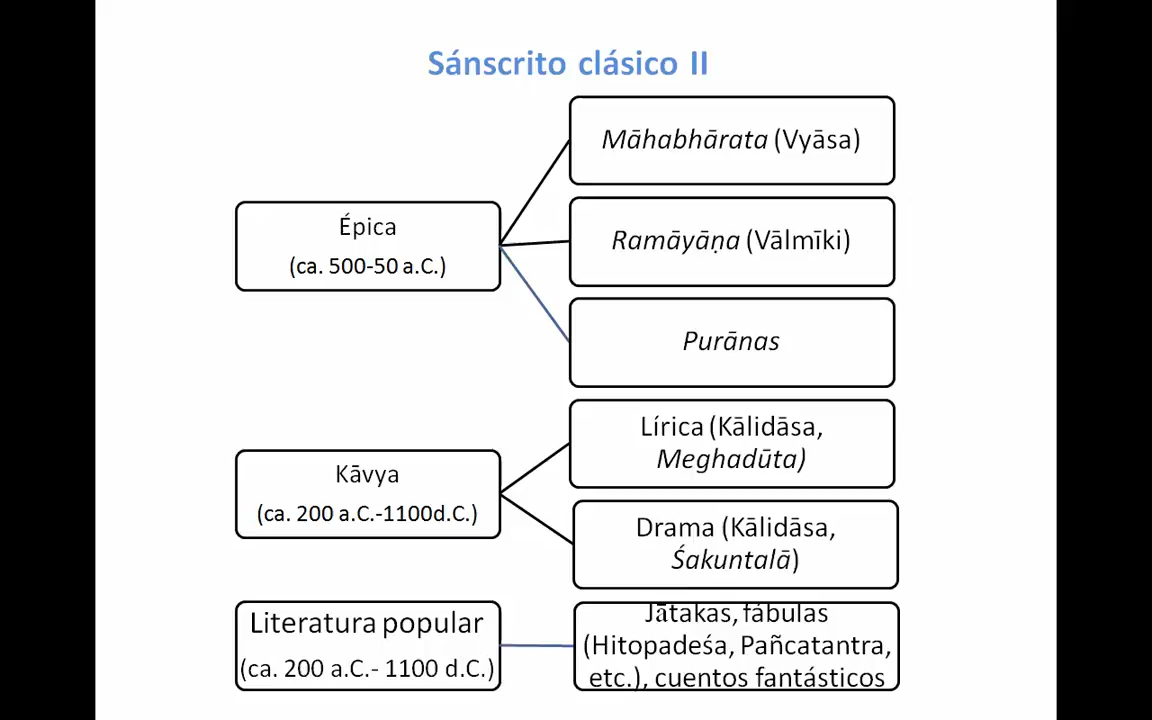 Sánscrito clásico II
Épica
(ca. 500-50 a.C.)
Māhabhārata (Vyāsa)
Ramāyāṇa (Vālmīki)
Purānas
Kāvya
(ca. 200 a.C.-1100d.C.)
Lírica (Kālidāsa,
Meghadūta)
Drama (Kālidāsa,
Śakuntalā)
Literatura popular
(ca. 200 a.C.- 1100 d.C.)
Jātakas, fábulas
(Hitopadeśa, Pañcatantra,
etc.), cuentos fantásticos